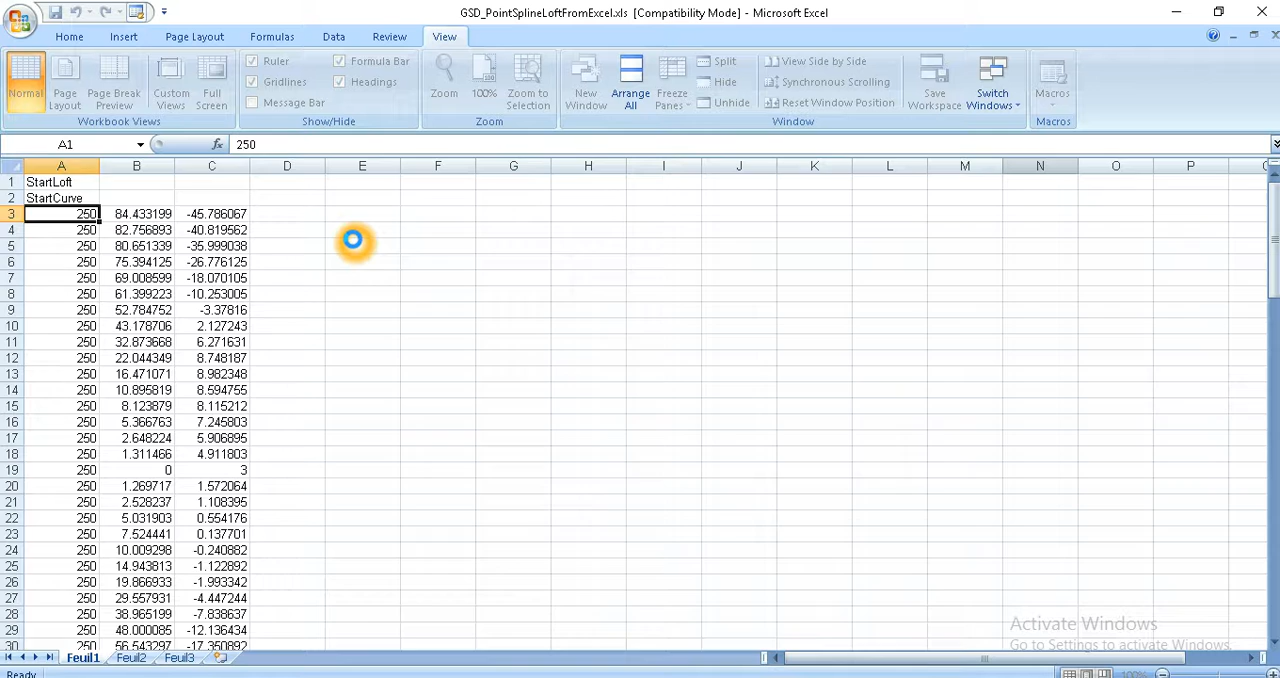 GSD_PointSplineLoftFromExcel.xls [Compatibility Mode] - Microsoft Excel
Home Insert Page Layout Formulas Data Review View
Normal Page Layout Page Break Preview Custom Views Full Screen
Workbook Views
Ruler Formula Bar
Gridlines Headings
Message Bar
Show/Hide
Zoom 100% Zoom to Selection
Zoom
New Window Arrange All Freeze Panes
Split View Side by Side
Hide Synchronous Scrolling
Unhide Reset Window Position
Save Workspace Switch Windows
Window
Macros
Macros
A1 fx 250
A B C D E F G H I J K L M N O P
1 StartLoft
2 StartCurve
3 250 84.433199 -45.786067
4 250 82.756893 -40.819562
5 250 80.651339 -35.999038
6 250 75.394125 -26.776125
7 250 69.008599 -18.070105
8 250 61.399223 -10.253005
9 250 52.784752 -3.37816
10 250 43.178706 2.127243
11 250 32.873668 6.271631
12 250 22.044349 8.748187
13 250 16.471071 8.982348
14 250 10.895819 8.594755
15 250 8.123879 8.115212
16 250 5.366763 7.245803
17 250 2.648224 5.906895
18 250 1.311466 4.911803
19 250 0 3
20 250 1.269717 1.572064
21 250 2.528237 1.108395
22 250 5.031903 0.554176
23 250 7.524441 0.137701
24 250 10.009298 -0.240882
25 250 14.943813 -1.122892
26 250 19.866933 -1.993342
27 250 29.557931 -4.447244
28 250 38.965199 -7.838637
29 250 48.000085 -12.136434
30 250 56.543297 -17.350892
Activate Windows
Go to Settings to activate Windows.
Feuil1 Feuil2 Feuil3
Ready 100%